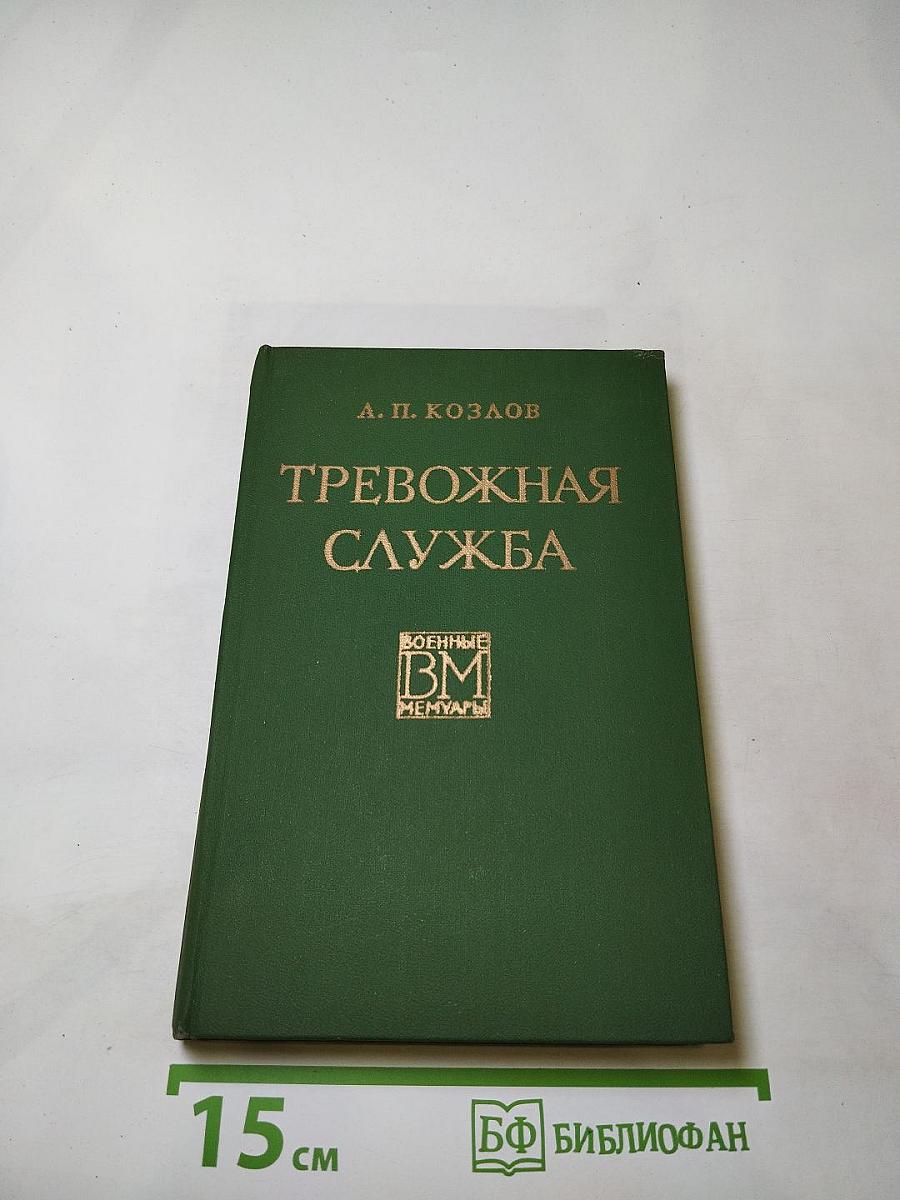 А. П. КОЗЛОВ
ТРЕВОЖНАЯ
СЛУЖБА
ВОЕННЫЕ
ВМ
МЕМУАРЫ
15 см
БФ БИБЛИОФАН